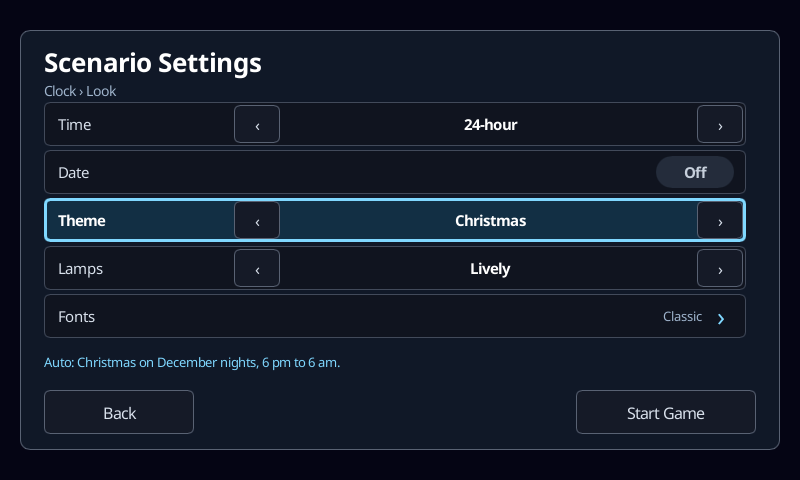 Scenario Settings
Clock › Look
Time ‹ 24-hour ›
Date Off
Theme ‹ Christmas ›
Lamps ‹ Lively ›
Fonts Classic ›
Auto: Christmas on December nights, 6 pm to 6 am.
Back Start Game